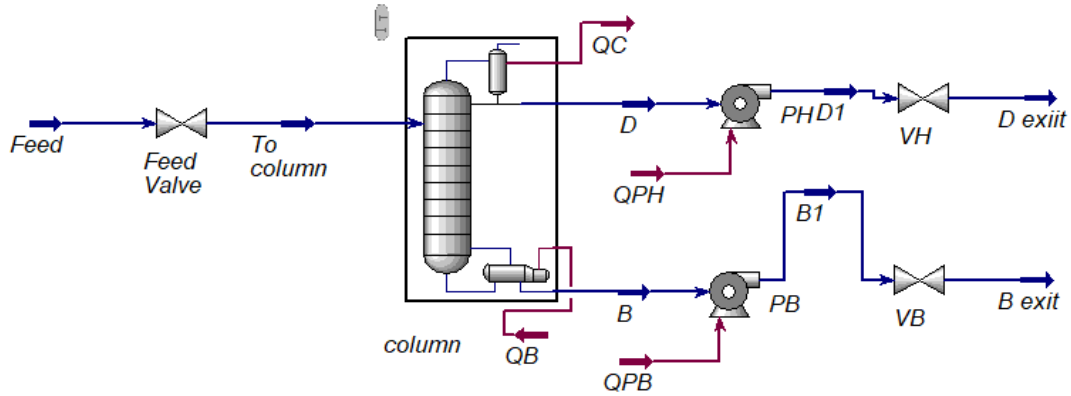 QC
Feed
Feed
Valve
To
column
D
PH
D1
VH
D exiit
QPH
B1
B
PB
VB
B exit
column
QB
QPB